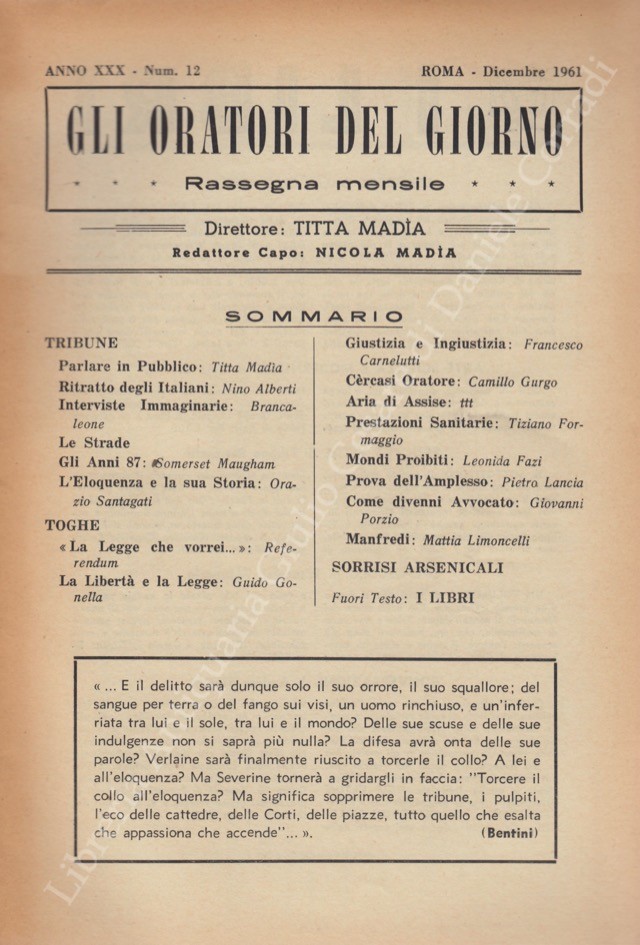 ANNO XXX - Num. 12
ROMA - Dicembre 1961
GLI ORATORI DEL GIORNO
* * * Rassegna mensile * * *
Direttore: TITTA MADÌA
Redattore Capo: NICOLA MADÌA
SOMMARIO
TRIBUNE
Parlare in Pubblico: Titta Madìa
Ritratto degli Italiani: Nino Alberti
Interviste Immaginarie: Branca-
leone
Le Strade
Gli Anni 87: Somerset Maugham
L'Eloquenza e la sua Storia: Ora-
zio Santagati
TOGHE
« La Legge che vorrei...»: Refe-
rendum
La Libertà e la Legge: Guido Go-
nella
Giustizia e Ingiustizia: Francesco
Carnelutti
Cèrcasi Oratore: Camillo Gurgo
Aria di Assise: ttt
Prestazioni Sanitarie: Tiziano For-
maggio
Mondi Proibiti: Leonida Fazi
Prova dell'Amplesso: Pietro Lancia
Come divenni Avvocato: Giovanni
Porzio
Manfredi: Mattia Limoncelli
SORRISI ARSENICALI
Fuori Testo: I LIBRI
« ... E il delitto sarà dunque solo il suo orrore, il suo squallore; del
sangue per terra o del fango sui visi, un uomo rinchiuso, e un'infer-
riata tra lui e il sole, tra lui e il mondo? Delle sue scuse e delle sue
indulgenze non si saprà più nulla? La difesa avrà onta delle sue
parole? Verlaine sarà finalmente riuscito a torcerle il collo? A lei e
all'eloquenza? Ma Severine tornerà a gridargli in faccia: "Torcere il
collo all'eloquenza? Ma significa sopprimere le tribune, i pulpiti,
l'eco delle cattedre, delle Corti, delle piazze, tutto quello che esalta
che appassiona che accende"... ». (Bentini)